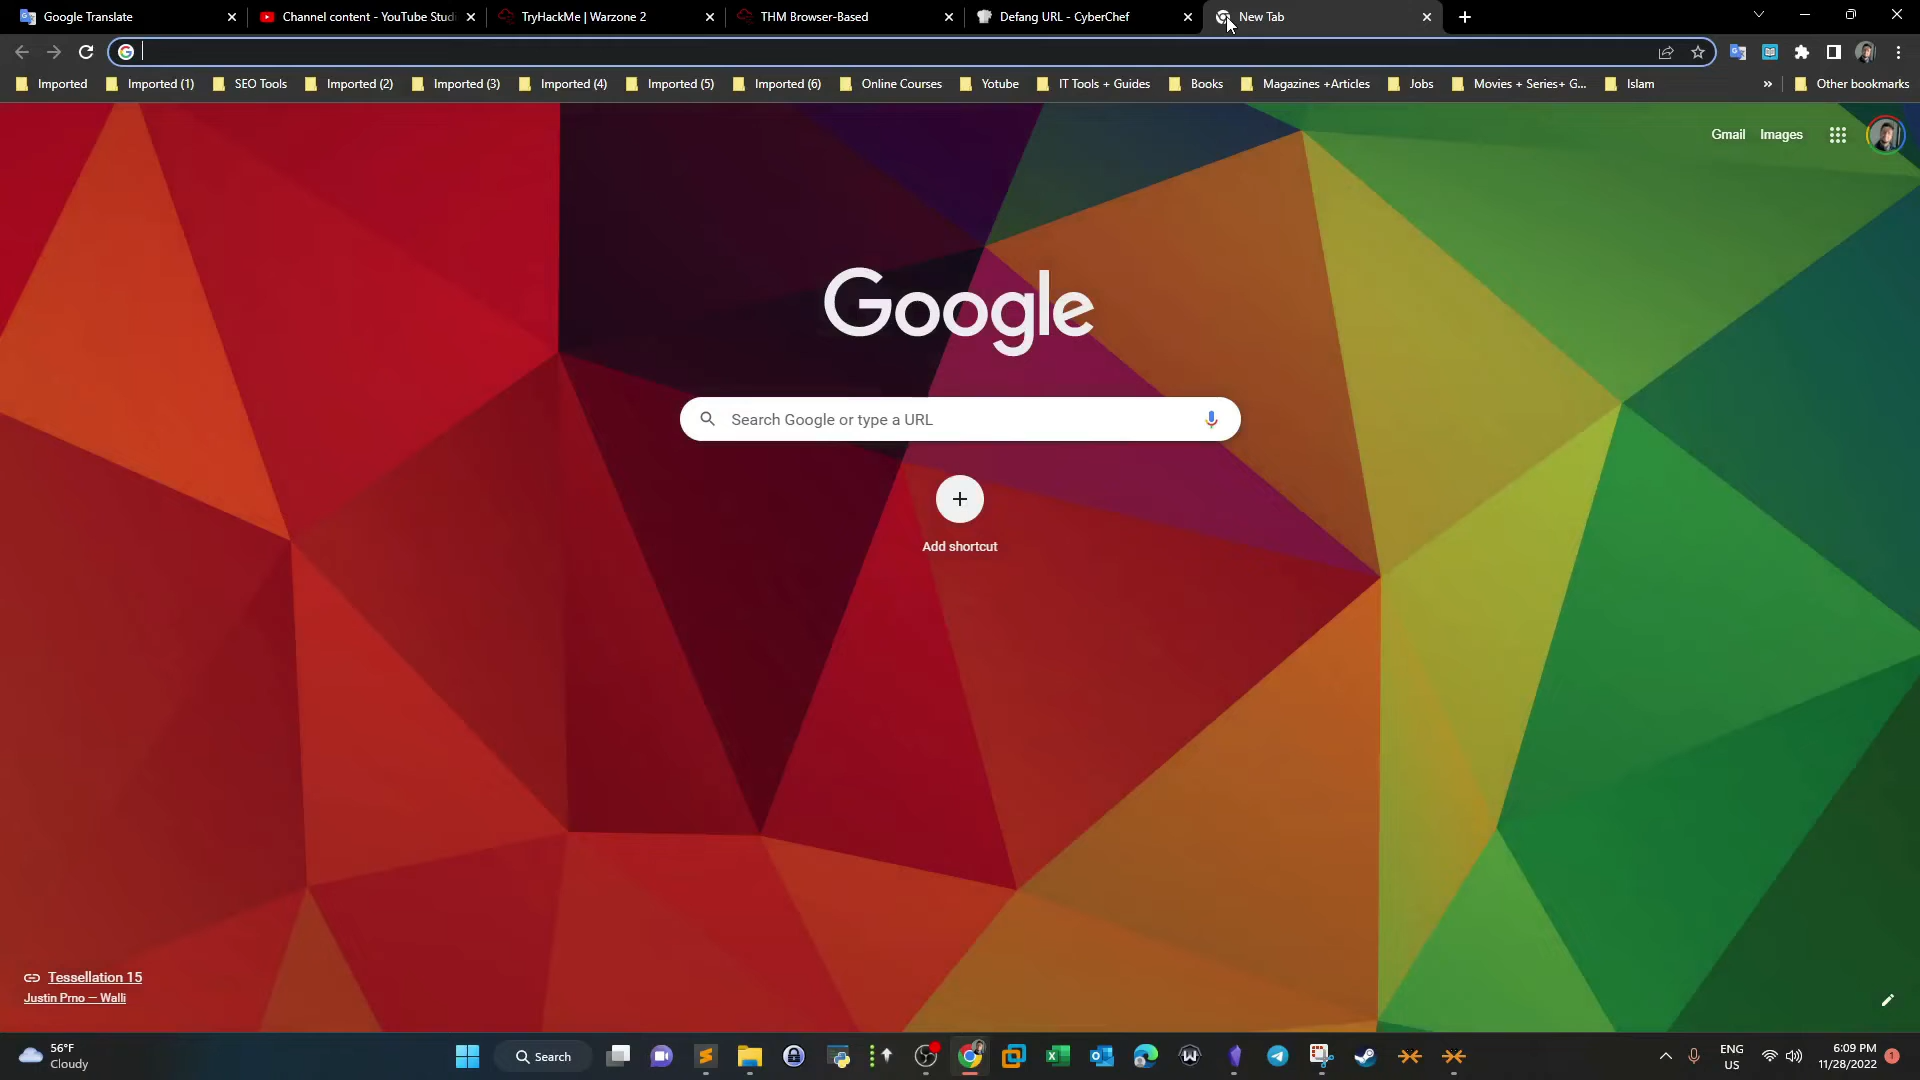 Google Translate
Channel content - YouTube Studi
TryHackMe | Warzone 2
THM Browser-Based
Defang URL - CyberChef
New Tab
Imported
Imported (1)
SEO Tools
Imported (2)
Imported (3)
Imported (4)
Imported (5)
Imported (6)
Online Courses
Yotube
IT Tools + Guides
Books
Magazines +Articles
Jobs
Movies + Series+ G...
Islam
»
Other bookmarks
Gmail
Images
Google
Search Google or type a URL
Add shortcut
Tessellation 15
Justin Prno — Walli
56°F
Cloudy
Search
ENG
US
6:09 PM
11/28/2022
1